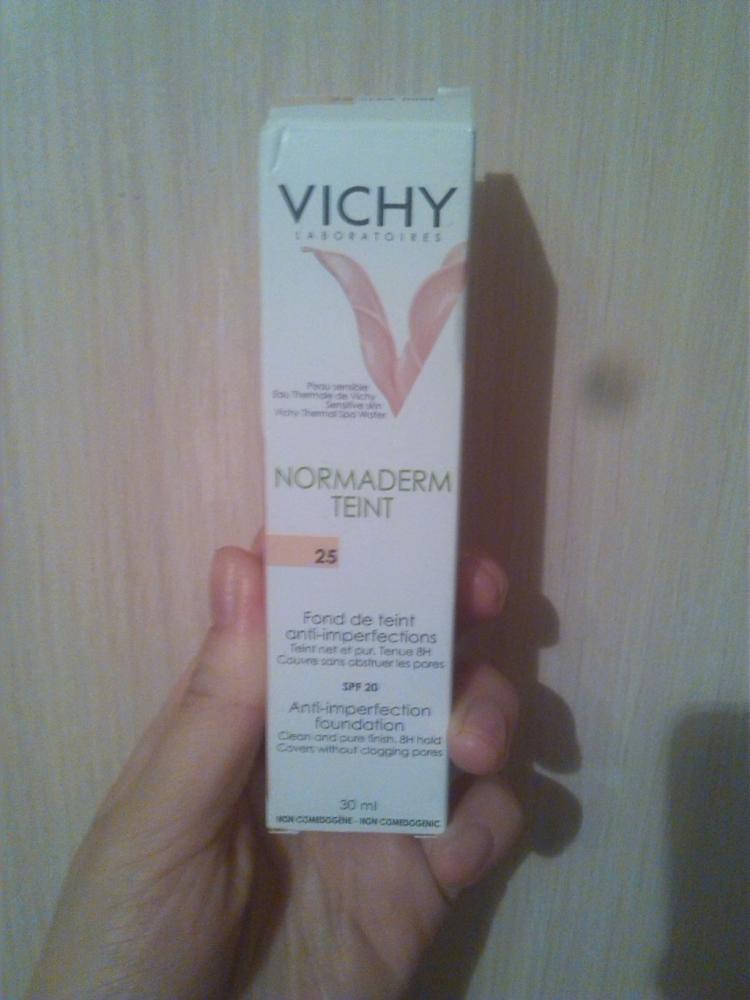 VICHY
LABORATOIRES
Peau sensible
Eau Thermale de Vichy
Sensitive skin
Vichy Thermal Spa Water
NORMADERM
TEINT
25
Fond de teint
anti-imperfections
Teint net et pur. Tenue 8H
Couvre sans obstruer les pores
SPF 20
Anti-imperfection
foundation
Clean and pure finish. 8H hold
Covers without clogging pores
30 ml
NON COMEDOGÈNE - NON COMEDOGENIC